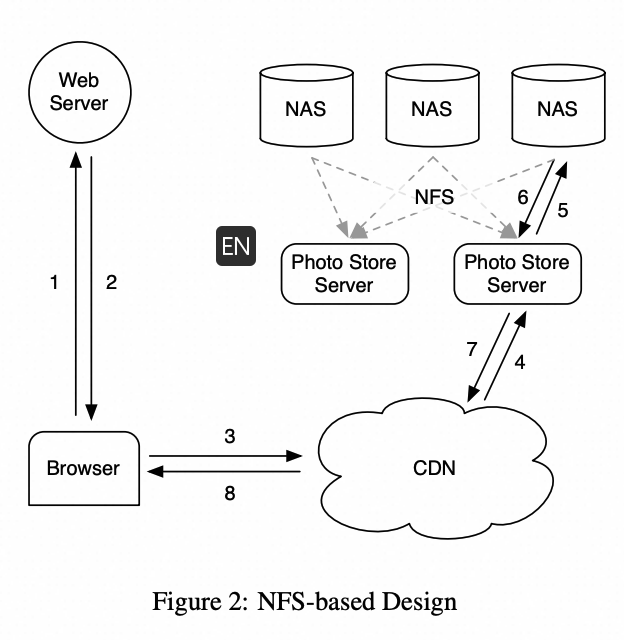 Web
Server
NAS
NAS
NAS
NFS
6
5
EN
Photo Store
Server
Photo Store
Server
1
2
7
4
Browser
3
8
CDN
Figure 2: NFS-based Design